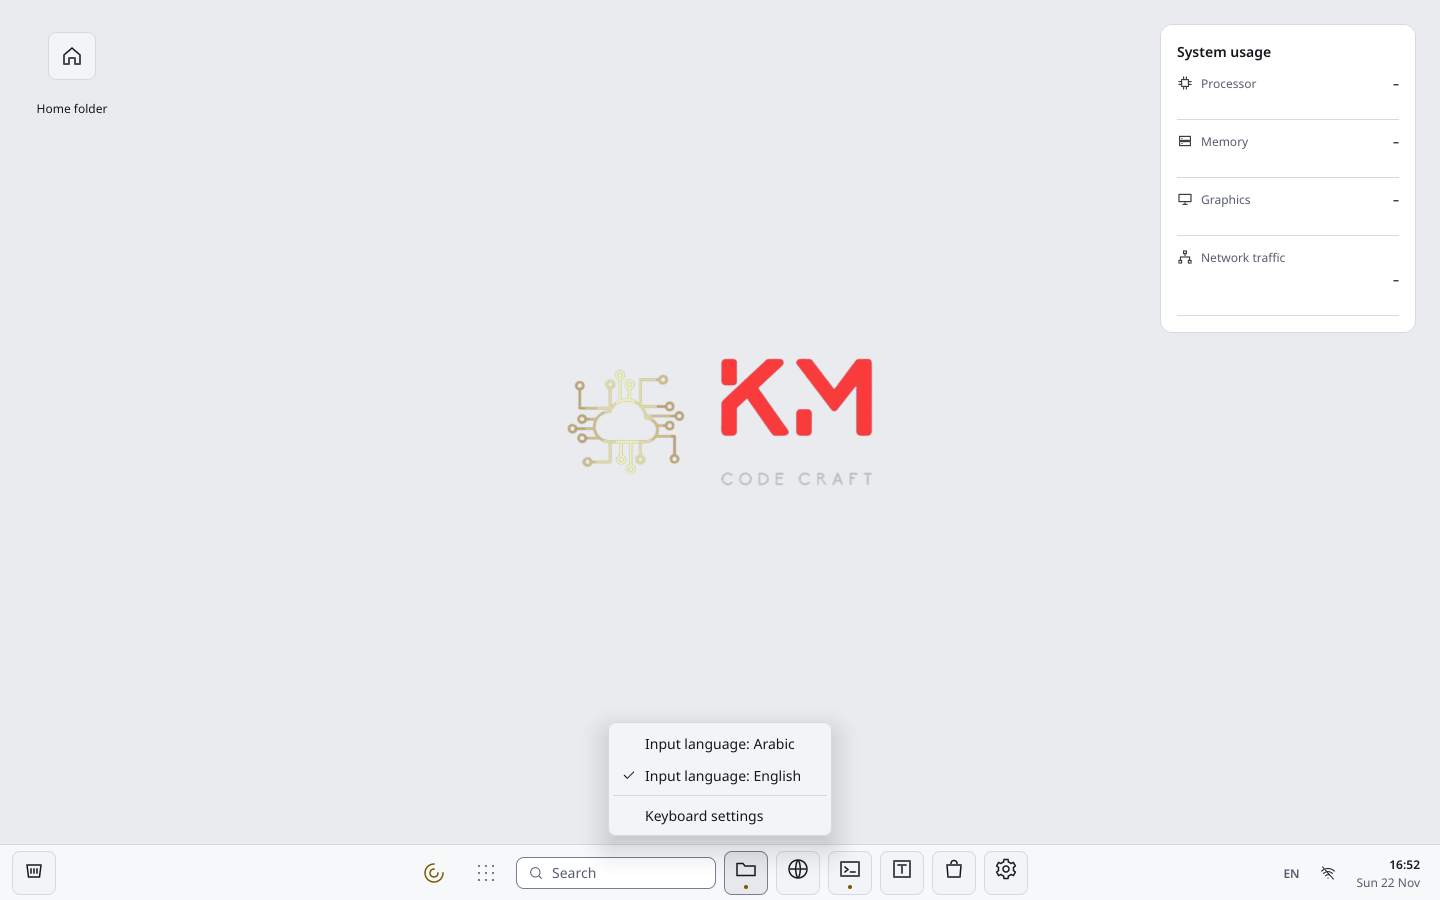 Home folder
System usage
Processor –
Memory –
Graphics –
Network traffic
–
KM
CODE CRAFT
Input language: Arabic
Input language: English
Keyboard settings
Search
EN
16:52
Sun 22 Nov